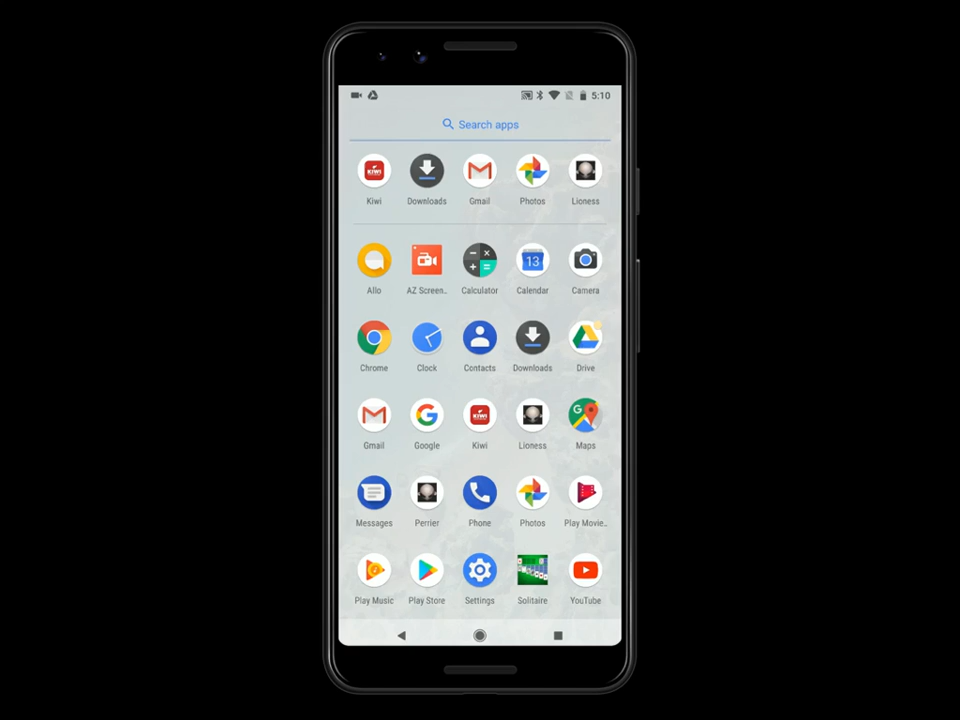 5:10
Search apps
Kiwi Downloads Gmail Photos Lioness
13
Allo AZ Screen.. Calculator Calendar Camera
Chrome Clock Contacts Downloads Drive
Gmail Google Kiwi Lioness Maps
Messages Perrier Phone Photos Play Movie..
Play Music Play Store Settings Solitaire YouTube